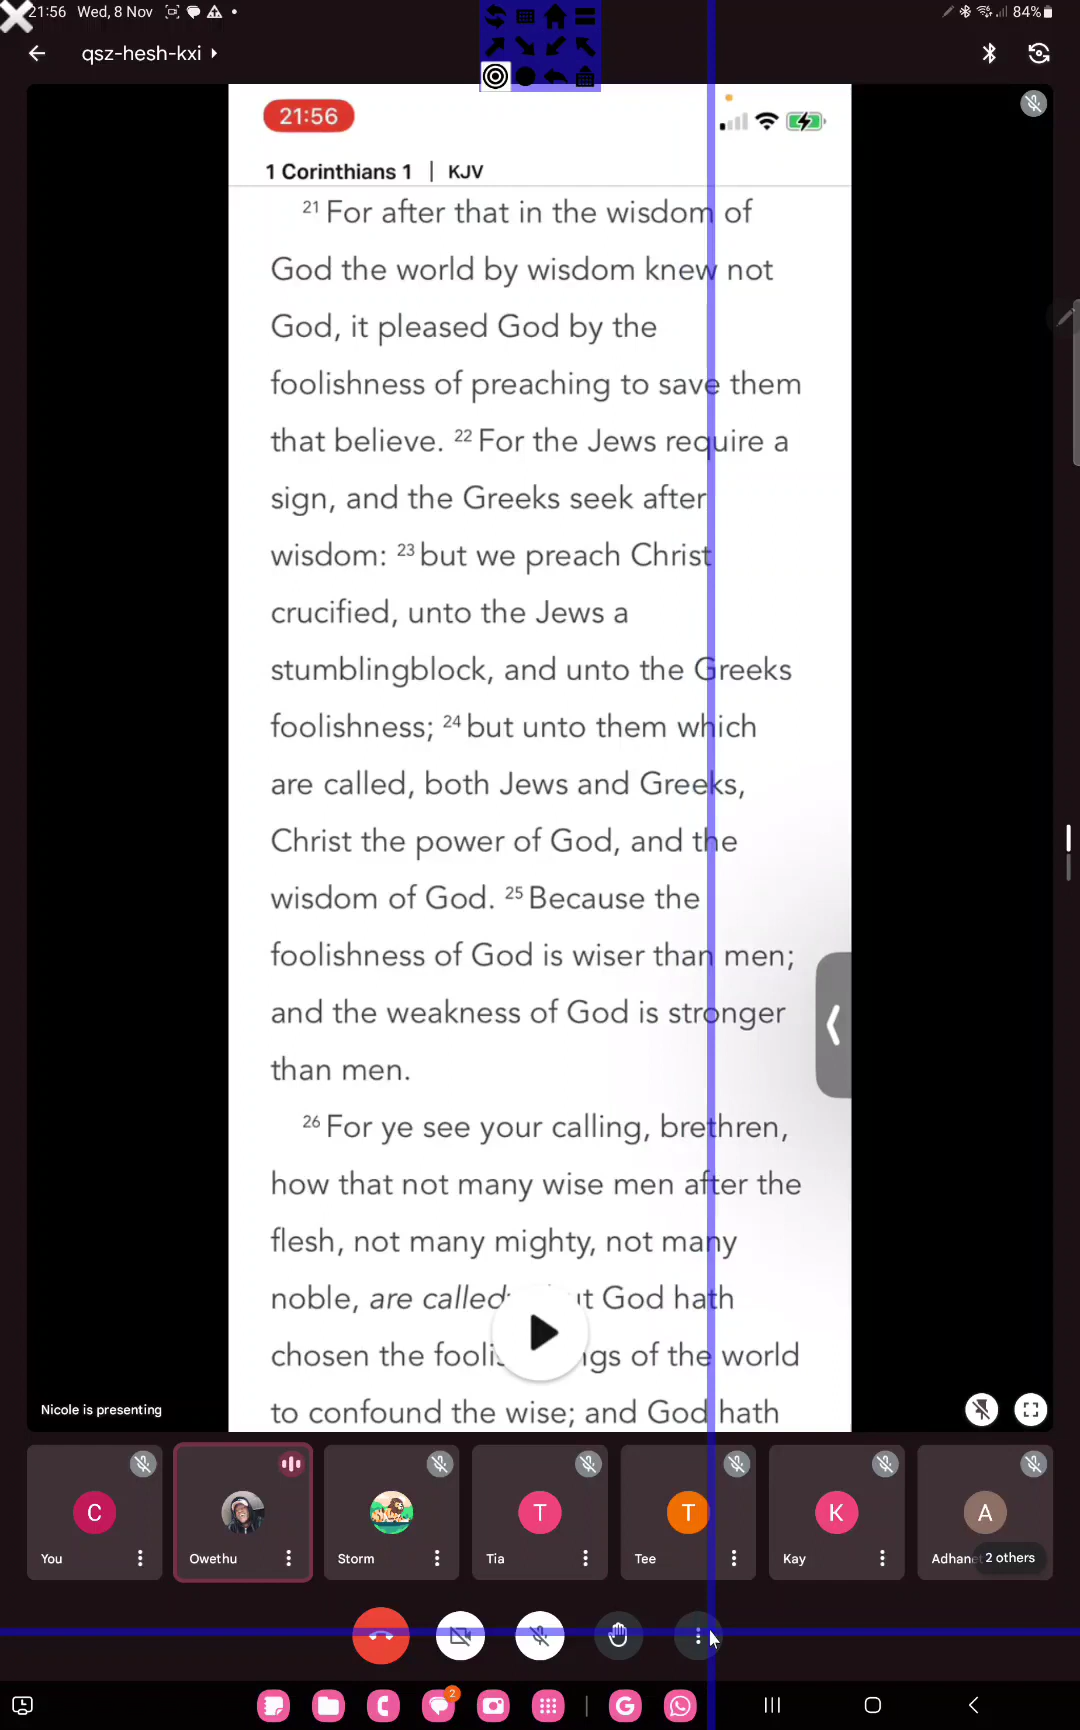 21:56 Wed, 8 Nov
84%
qsz-hesh-kxi
21:56
1 Corinthians 1 | KJV
21 For after that in the wisdom of
God the world by wisdom knew not
God, it pleased God by the
foolishness of preaching to save them
that believe. 22 For the Jews require a
sign, and the Greeks seek after
wisdom: 23 but we preach Christ
crucified, unto the Jews a
stumblingblock, and unto the Greeks
foolishness; 24 but unto them which
are called, both Jews and Greeks,
Christ the power of God, and the
wisdom of God. 25 Because the
foolishness of God is wiser than men;
and the weakness of God is stronger
than men.
26 For ye see your calling, brethren,
how that not many wise men after the
flesh, not many mighty, not many
noble, are called God hath
chosen the of the world
to confound the wise; and God hath
Nicole is presenting
C T T K A
You Owethu Storm Tia Tee Kay Adhane 2 others
2
G